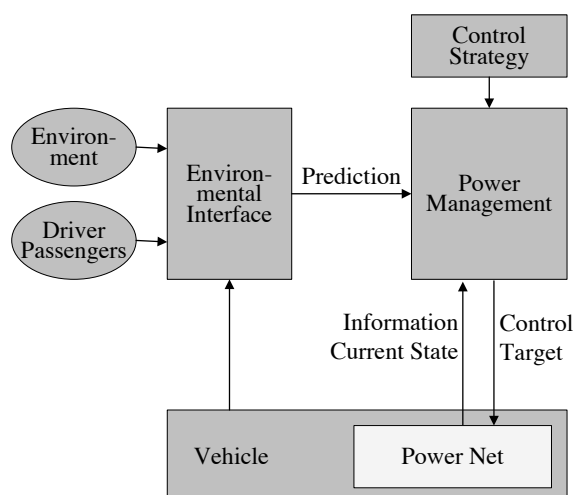 Control
Strategy
Environ-
ment
Driver
Passengers
Environ-
mental
Interface
Prediction
Power
Management
Information
Current State
Control
Target
Vehicle
Power Net